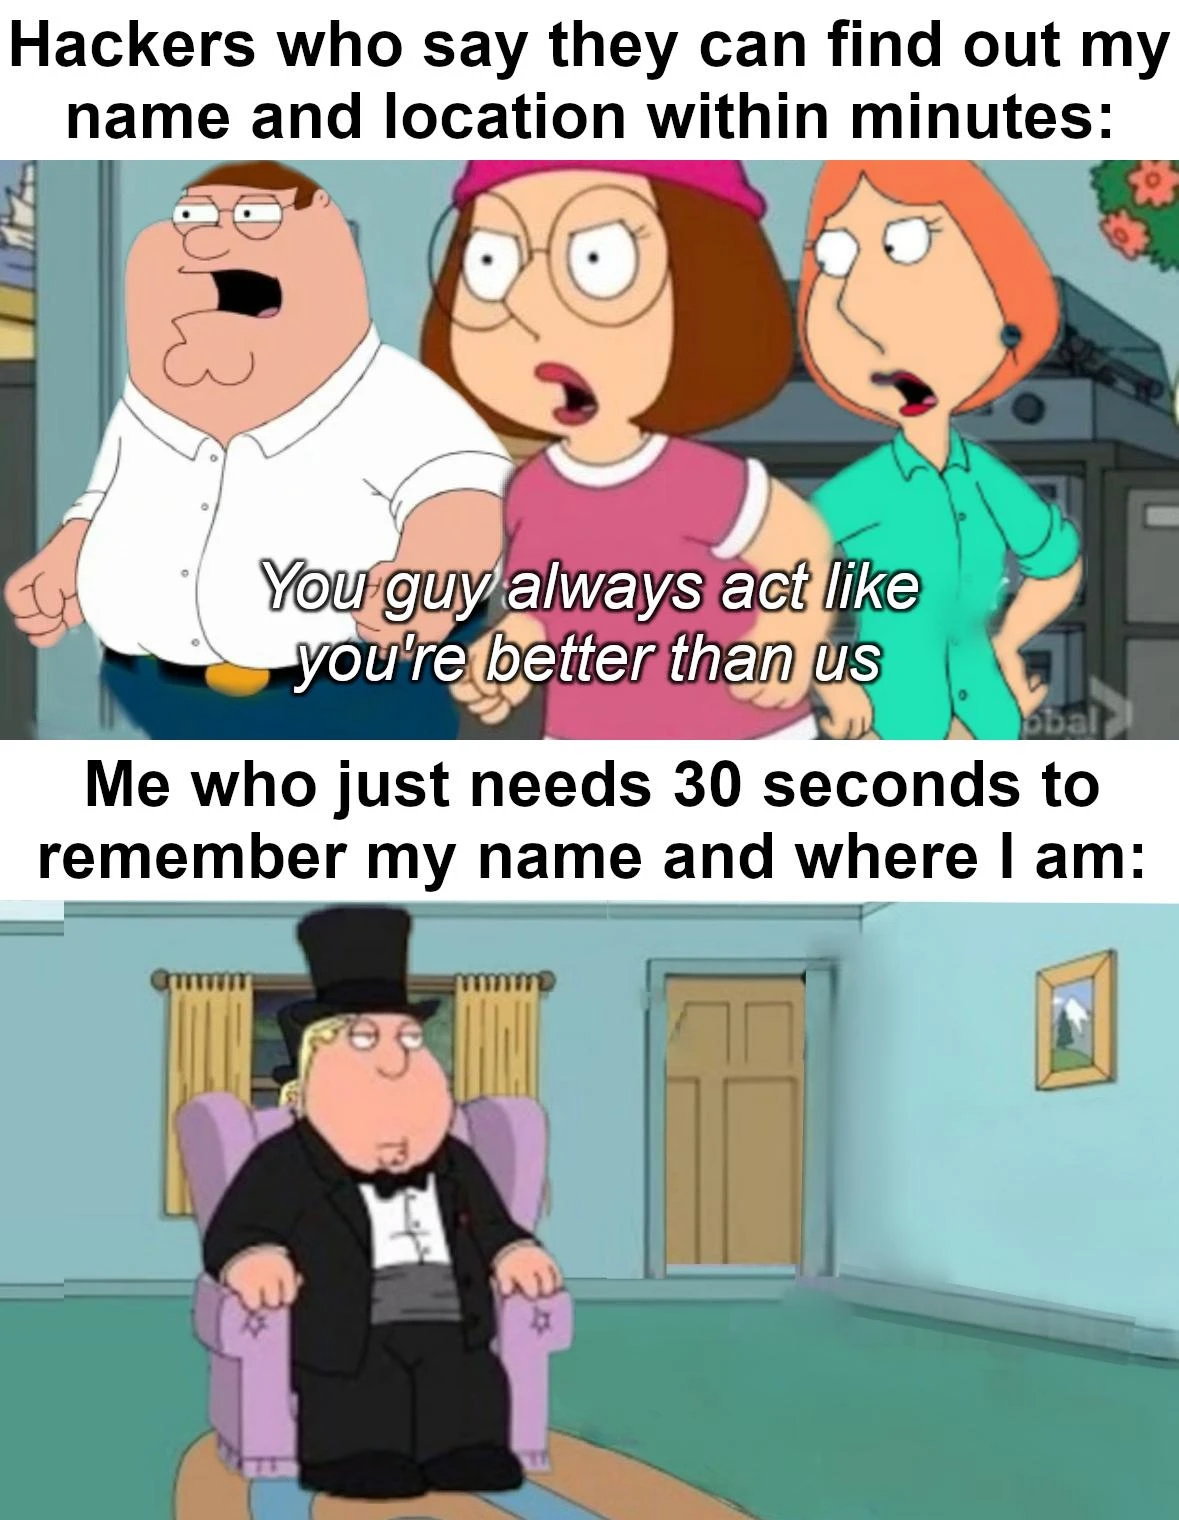 Hackers who say they can find out my
name and location within minutes:
You guy always act like
you're better than us
obal
Me who just needs 30 seconds to
remember my name and where I am: